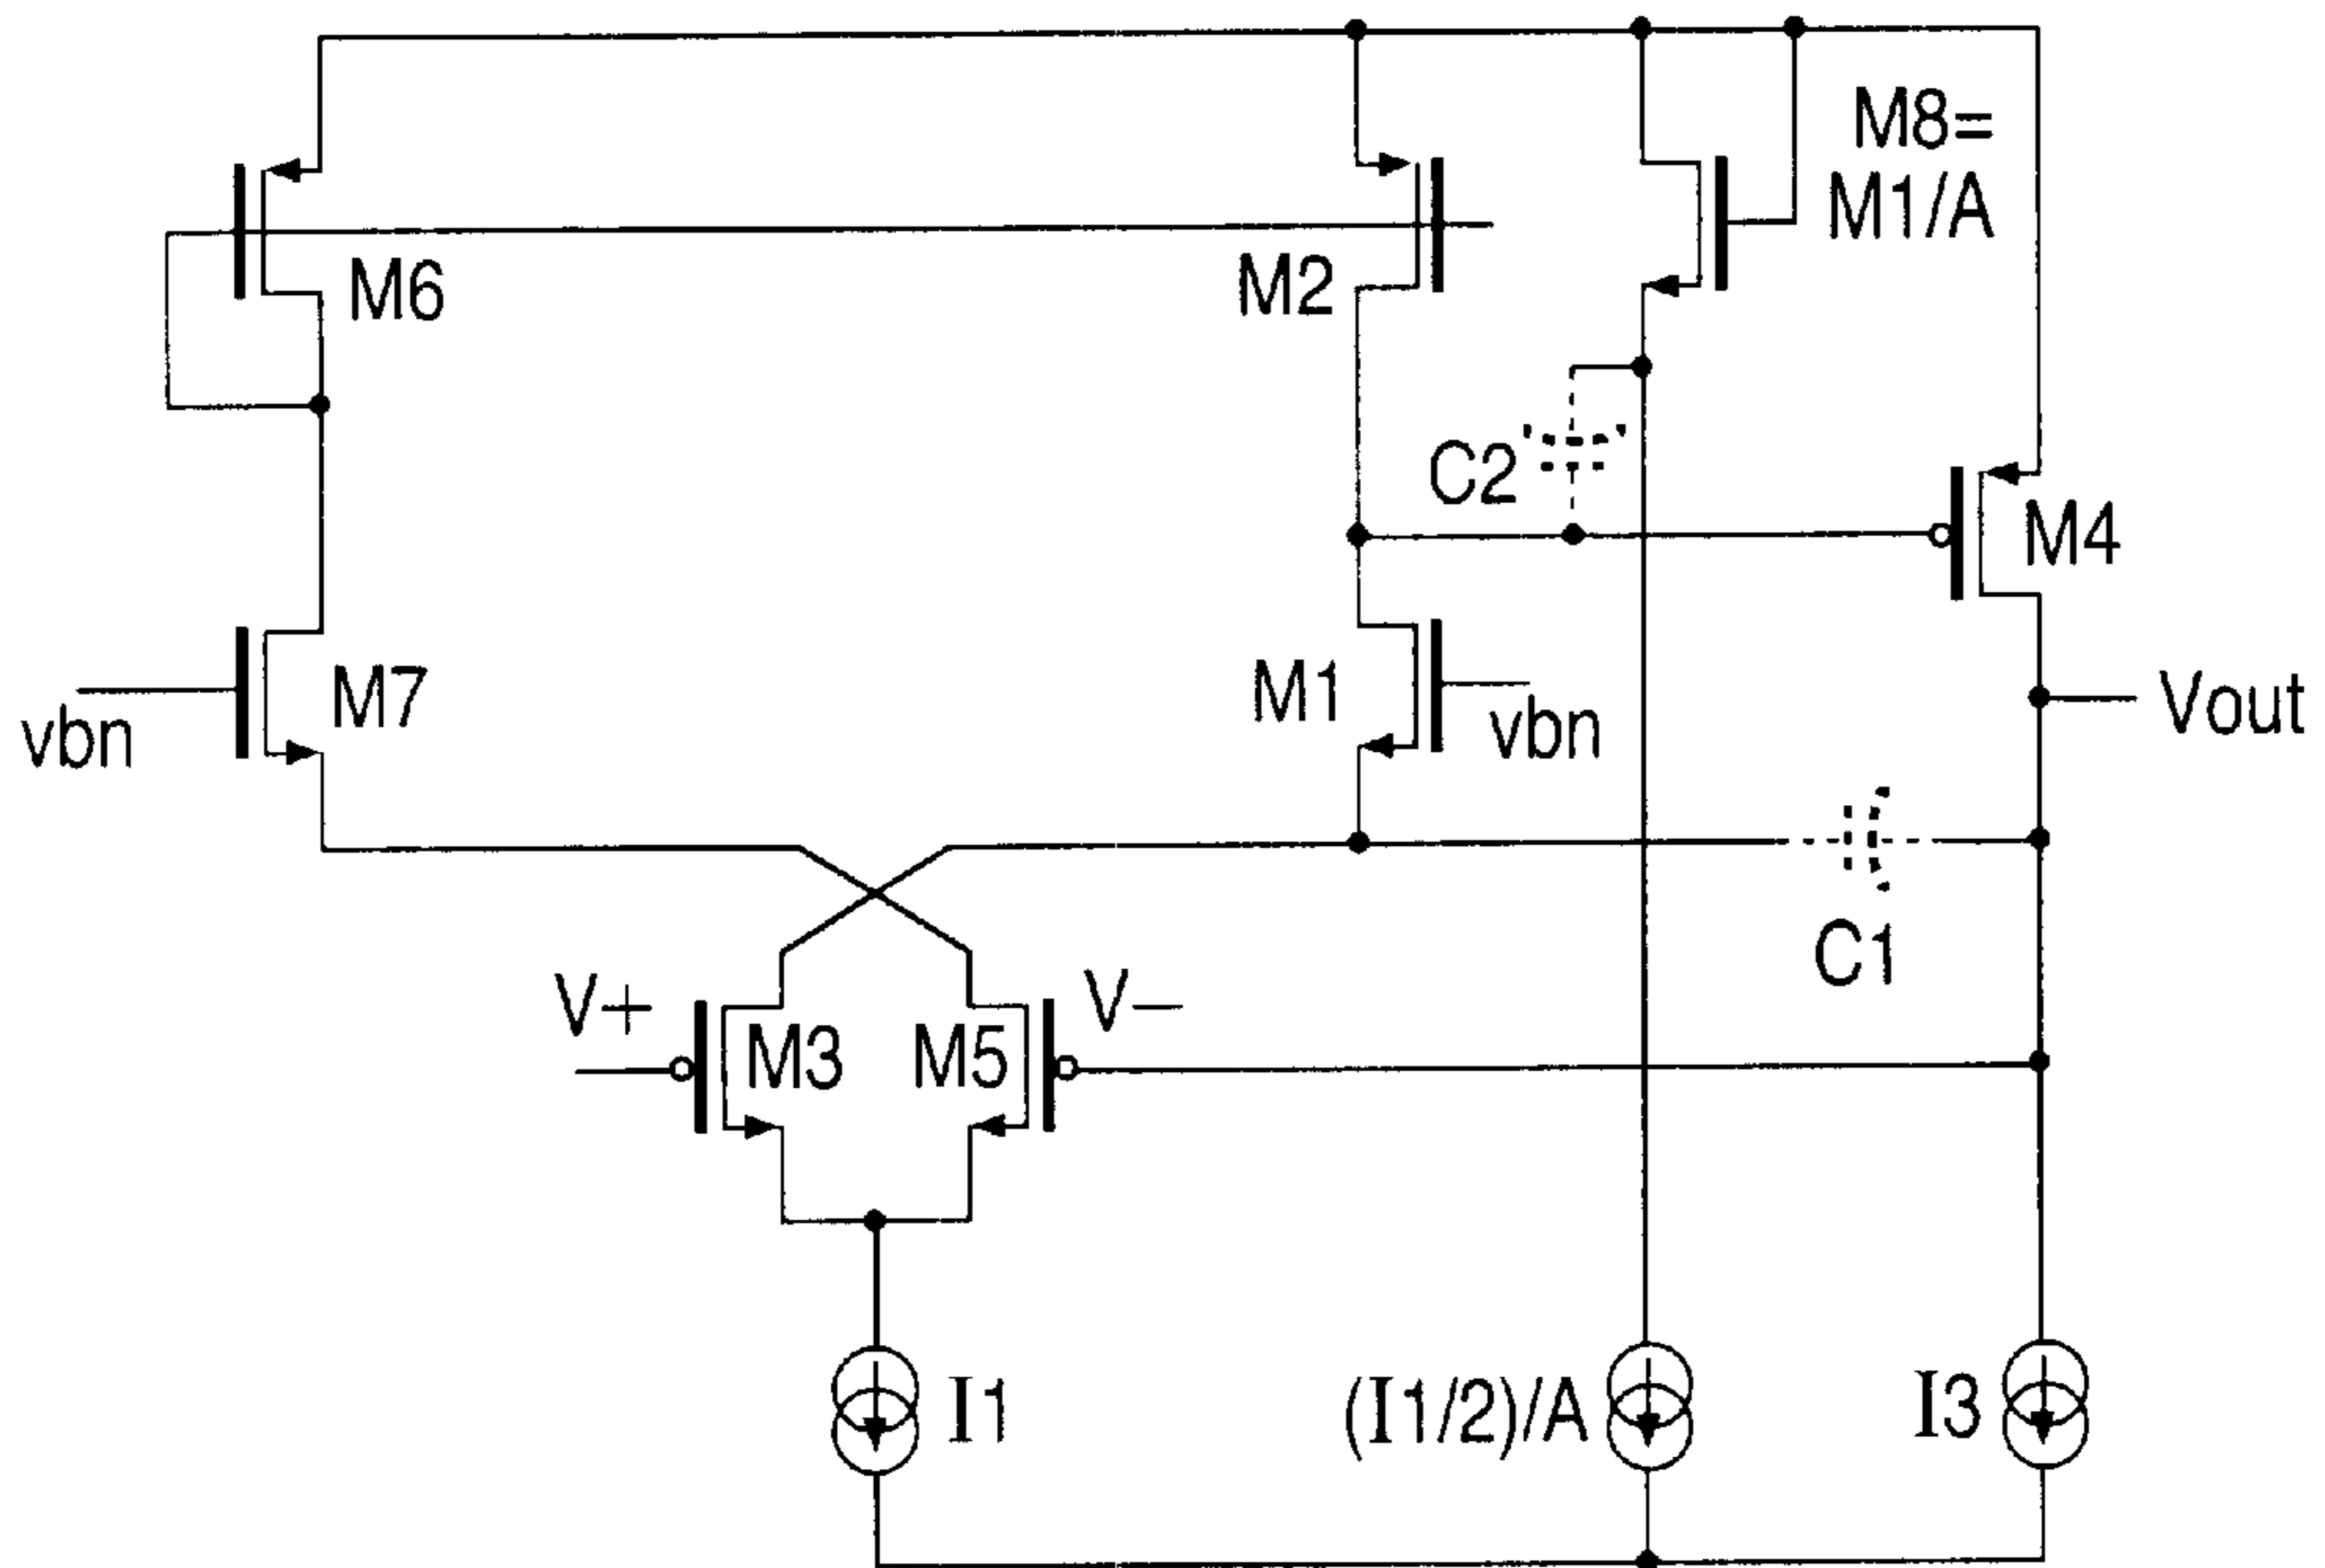 M8=
M1/A
M6
M2
C2
M4
M7
vbn
M1
vbn
Vout
C1
V+
M3
M5
V−
I1
(I1/2)/A
I3